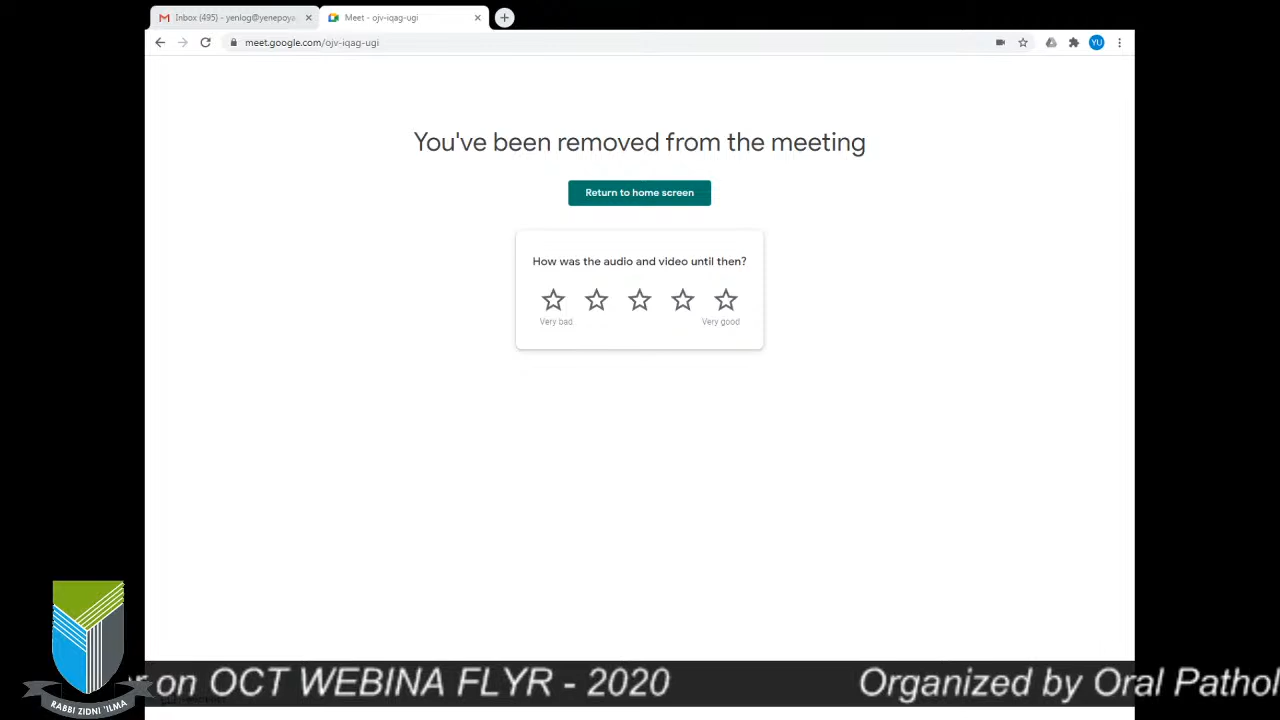 Inbox (495) - yenlog@yenepoya
Meet - ojv-iqag-ugi
meet.google.com/ojv-iqag-ugi
YU
You've been removed from the meeting
Return to home screen
How was the audio and video until then?
Very bad
Very good
on OCT WEBINA FLYR - 2020
Organized by Oral Pathol
RABBI ZIDNI 'ILMA